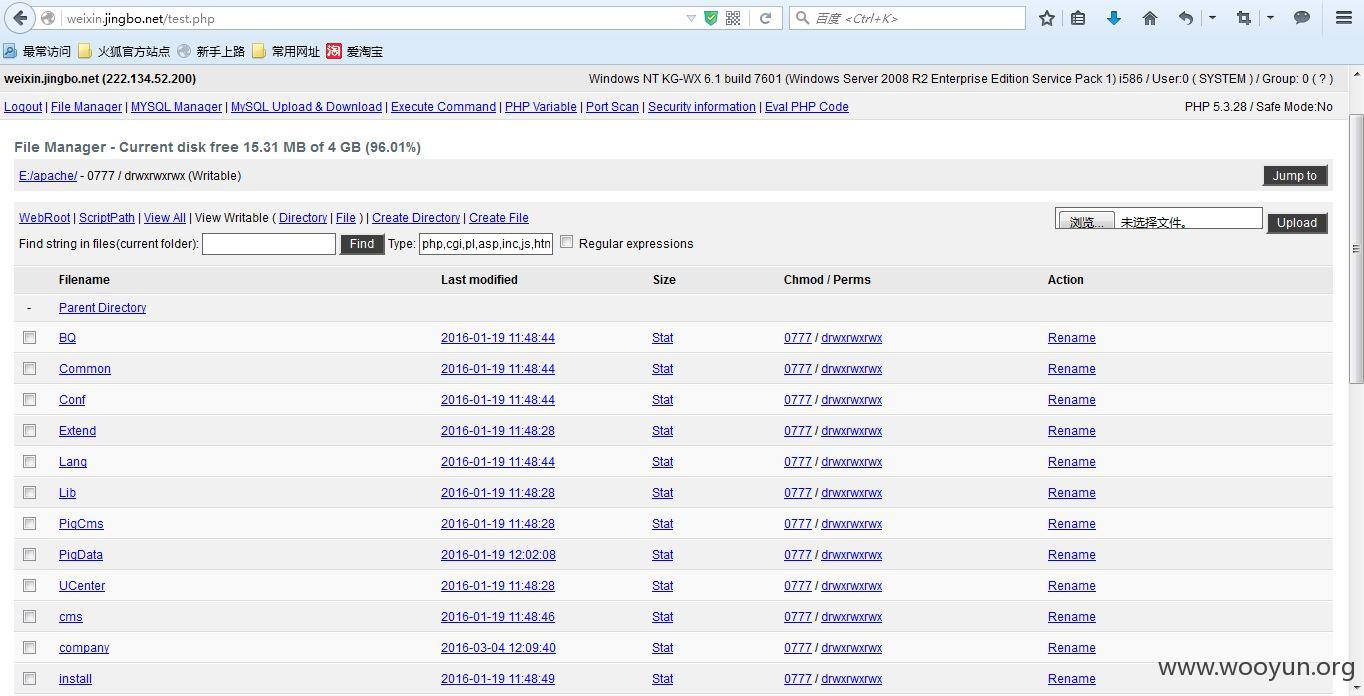 weixin.jingbo.net/test.php 百度 <Ctrl+K>
最常访问 火狐官方站点 新手上路 常用网址 淘 爱淘宝
weixin.jingbo.net (222.134.52.200) Windows NT KG-WX 6.1 build 7601 (Windows Server 2008 R2 Enterprise Edition Service Pack 1) i586 / User:0 ( SYSTEM ) / Group: 0 ( ? )
Logout | File Manager | MYSQL Manager | MySQL Upload & Download | Execute Command | PHP Variable | Port Scan | Security information | Eval PHP Code PHP 5.3.28 / Safe Mode:No
File Manager - Current disk free 15.31 MB of 4 GB (96.01%)
E:/apache/ - 0777 / drwxrwxrwx (Writable) Jump to
WebRoot | ScriptPath | View All | View Writable ( Directory | File ) | Create Directory | Create File 浏览... 未选择文件。 Upload
Find string in files(current folder): Find Type: php,cgi,pl,asp,inc,js,htn Regular expressions
Filename Last modified Size Chmod / Perms Action
- Parent Directory
BQ 2016-01-19 11:48:44 Stat 0777 / drwxrwxrwx Rename
Common 2016-01-19 11:48:44 Stat 0777 / drwxrwxrwx Rename
Conf 2016-01-19 11:48:44 Stat 0777 / drwxrwxrwx Rename
Extend 2016-01-19 11:48:28 Stat 0777 / drwxrwxrwx Rename
Lang 2016-01-19 11:48:44 Stat 0777 / drwxrwxrwx Rename
Lib 2016-01-19 11:48:28 Stat 0777 / drwxrwxrwx Rename
PigCms 2016-01-19 11:48:28 Stat 0777 / drwxrwxrwx Rename
PigData 2016-01-19 12:02:08 Stat 0777 / drwxrwxrwx Rename
UCenter 2016-01-19 11:48:28 Stat 0777 / drwxrwxrwx Rename
cms 2016-01-19 11:48:46 Stat 0777 / drwxrwxrwx Rename
company 2016-03-04 12:09:40 Stat 0777 / drwxrwxrwx Rename
install 2016-01-19 11:48:49 Stat 0777 / drwxrwxrwx Rename
www.wooyun.org